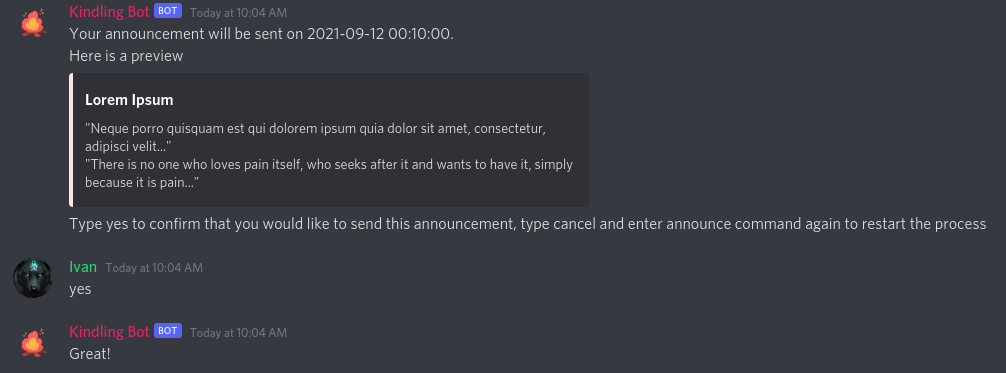 Kindling Bot BOT Today at 10:04 AM
Your announcement will be sent on 2021-09-12 00:10:00.
Here is a preview
Lorem Ipsum
"Neque porro quisquam est qui dolorem ipsum quia dolor sit amet, consectetur,
adipisci velit..."
"There is no one who loves pain itself, who seeks after it and wants to have it, simply
because it is pain..."
Type yes to confirm that you would like to send this announcement, type cancel and enter announce command again to restart the process
Ivan Today at 10:04 AM
yes
Kindling Bot BOT Today at 10:04 AM
Great!